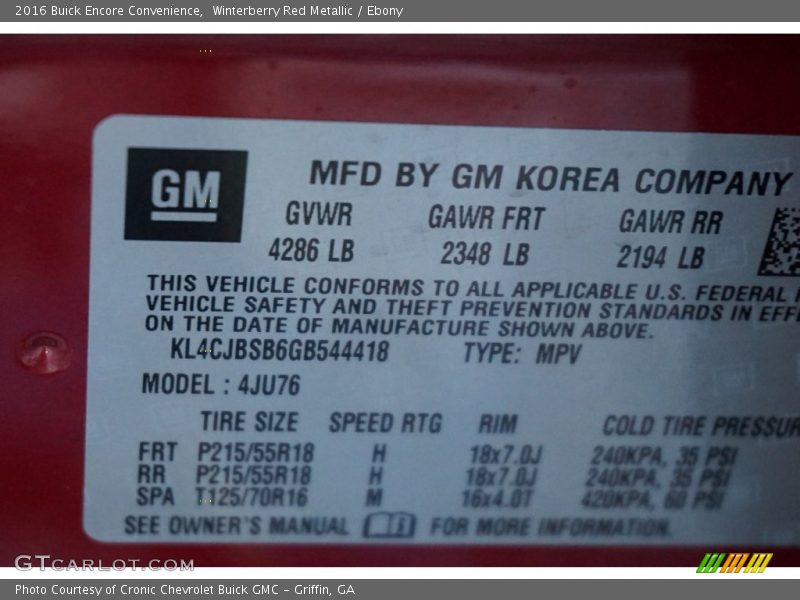 2016 Buick Encore Convenience,  Winterberry Red Metallic / Ebony
GM
MFD BY GM KOREA COMPANY
GVWR GAWR FRT GAWR RR
4286 LB 2348 LB 2194 LB
THIS VEHICLE CONFORMS TO ALL APPLICABLE U.S. FEDERAL
VEHICLE SAFETY AND THEFT PREVENTION STANDARDS IN EFF
ON THE DATE OF MANUFACTURE SHOWN ABOVE.
KL4CJBSB6GB544418 TYPE: MPV
MODEL : 4JU76
TIRE SIZE SPEED RTG RIM COLD TIRE PRESSUR
FRT P215/55R18 H 18x7.0J 240KPA, 35 PSI
RR P215/55R18 H 18x7.0J 240KPA, 35 PSI
SPA T125/70R16 M 16x4.0T 420KPA, 60 PSI
SEE OWNER'S MANUAL FOR MORE INFORMATION.
GTCARLOT.COM
Photo Courtesy of Cronic Chevrolet Buick GMC - Griffin, GA